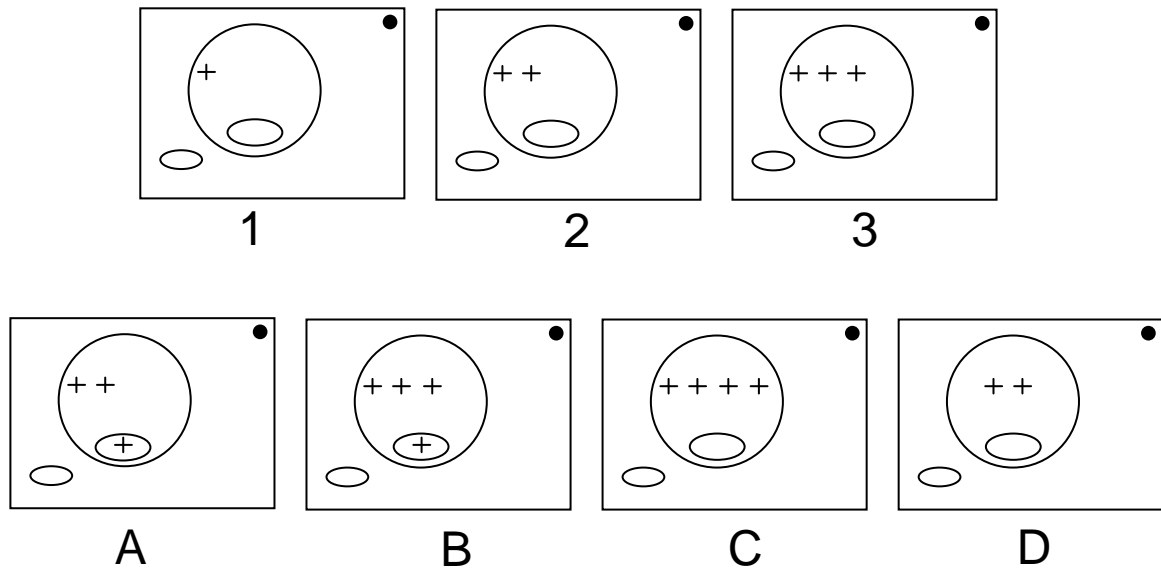 + + + + + +
1 2 3
+ + + + + + + + + + +
+ +
A B C D